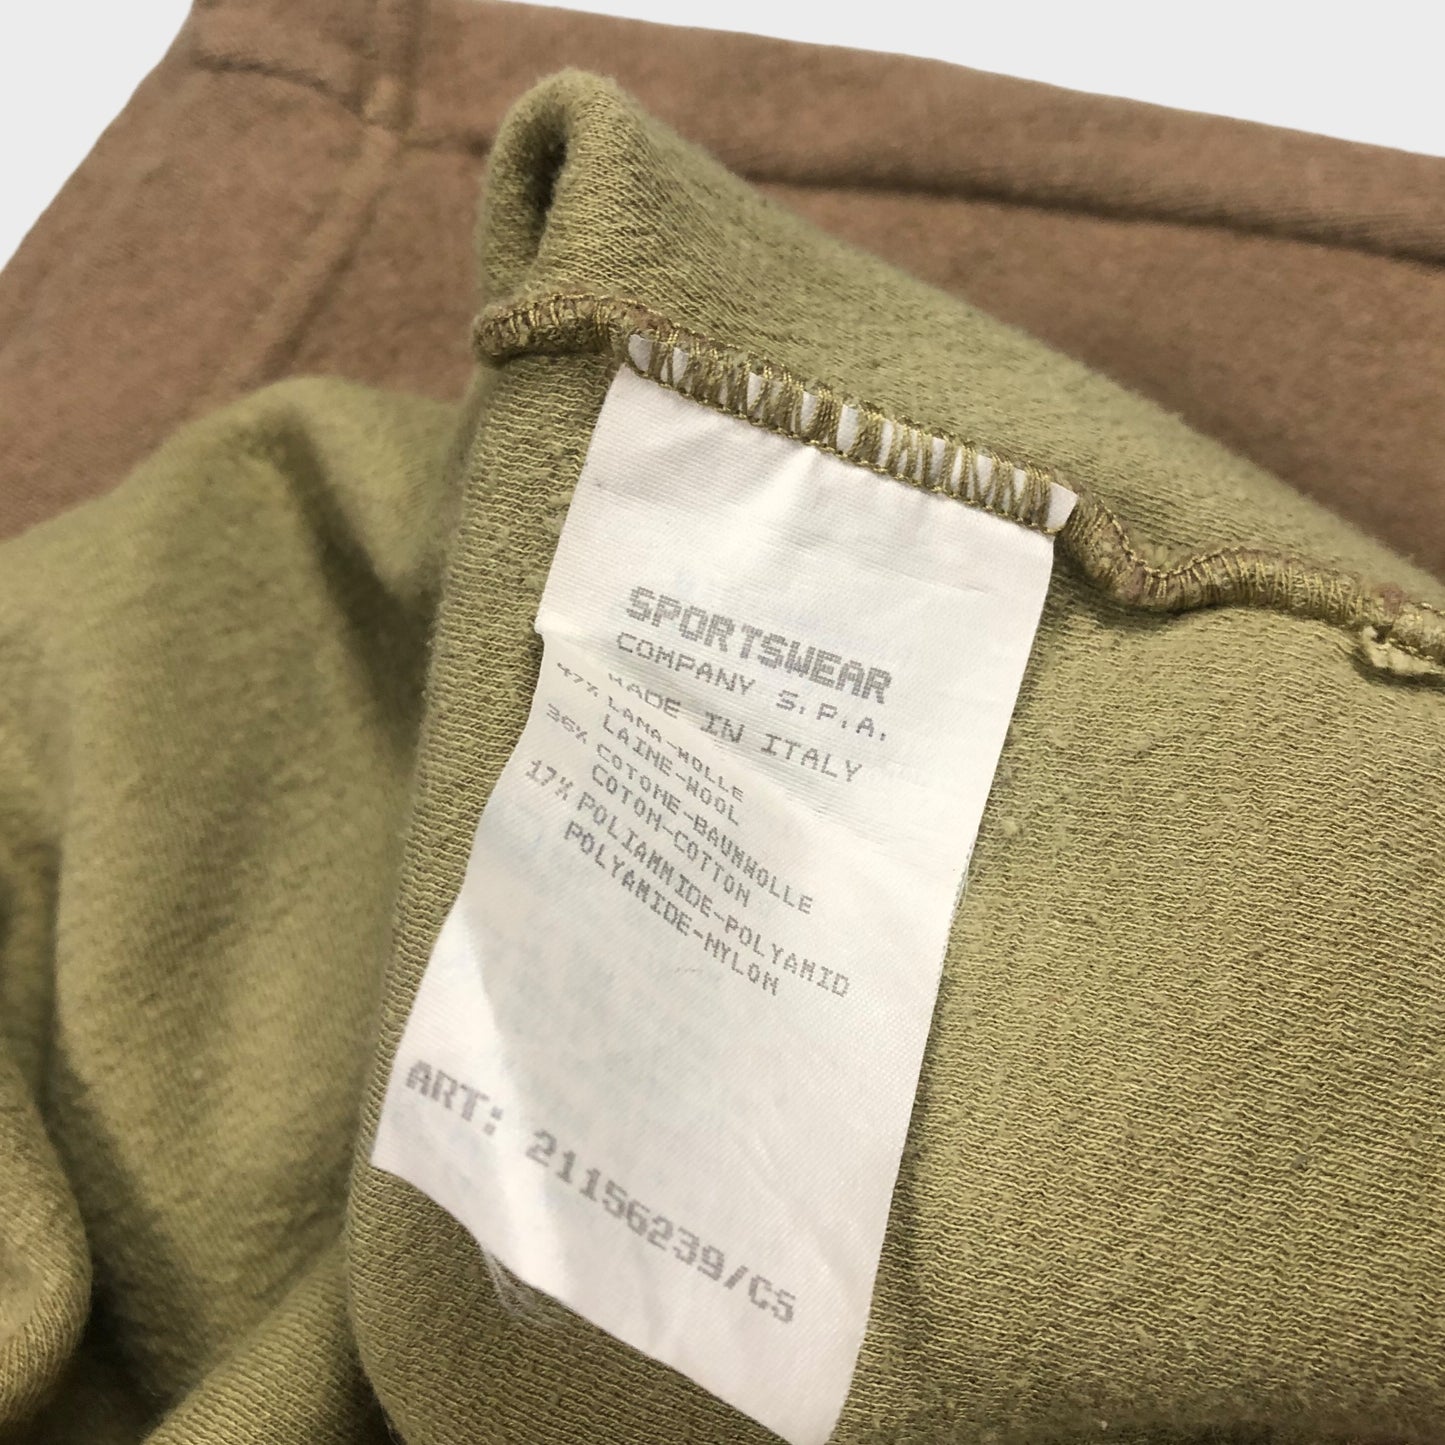 SPORTSWEAR
COMPANY S.P.A.
MADE IN ITALY
47% LANA-WOLLE
LAINE-WOOL
36% COTONE-BAUMWOLLE
COTON-COTTON
17% POLIAMMIDE-POLYAMID
POLYAMIDE-NYLON
ART: 21156239/C5